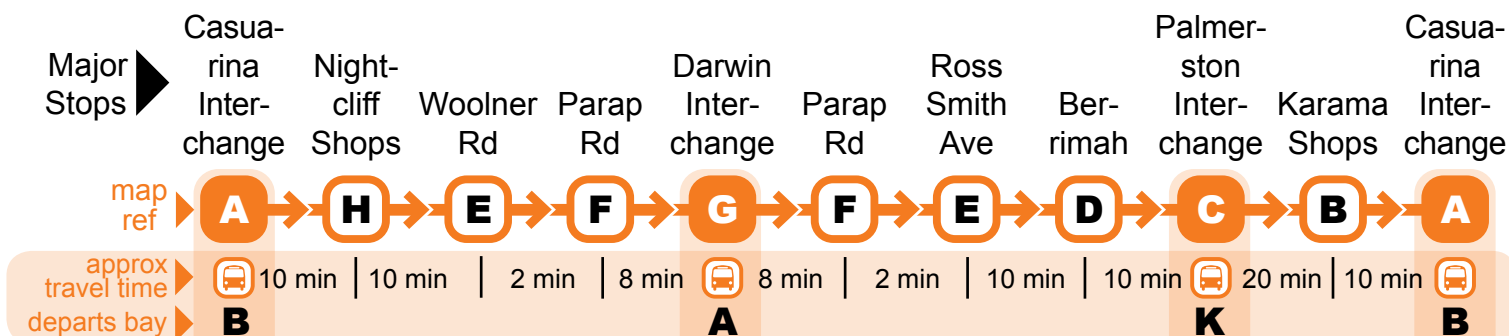 Major Stops
Casua-
rina
Inter-
change
Night-
cliff
Shops
Woolner
Rd
Parap
Rd
Darwin
Inter-
change
Parap
Rd
Ross
Smith
Ave
Ber-
rimah
Palmer-
ston
Inter-
change
Karama
Shops
Casua-
rina
Inter-
change
map
ref
A H E F G F E D C B A
approx
travel time
10 min 10 min 2 min 8 min 8 min 2 min 10 min 10 min 20 min 10 min
departs bay B A K B